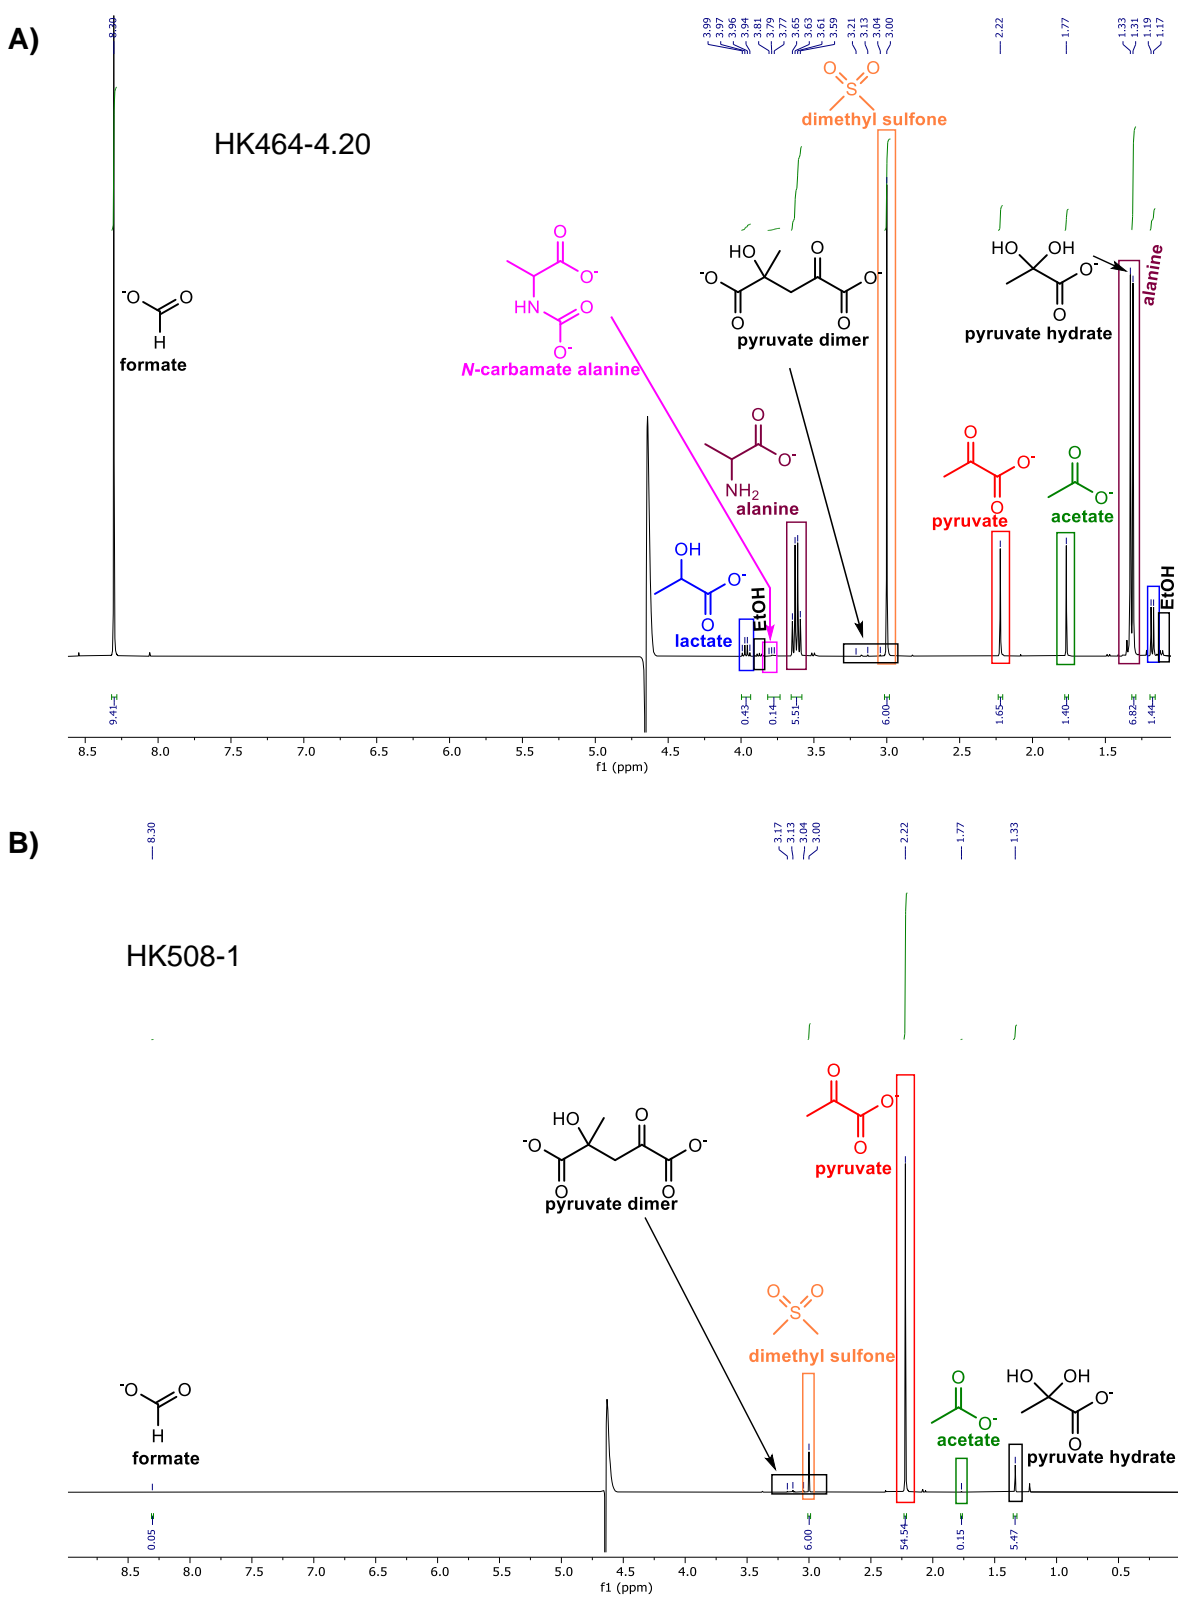 A)
8.30
3.99
3.97
3.96
3.94
3.81
3.79
3.77
3.65
3.63
3.61
3.59
3.21
3.13
3.04
3.00
2.22
1.77
1.33
1.31
1.19
1.17
HK464-4.20
O O
S
dimethyl sulfone
O
O-
HN O
O-
N-carbamate alanine
-O O
H
formate
HO O
-O O-
O O
pyruvate dimer
HO OH
O-
O
pyruvate hydrate
alanine
O
O-
NH2
alanine
O
O-
O
pyruvate
O
O-
acetate
OH
O-
O
lactate
EtOH
EtOH
9.41
0.43
0.14
5.51
6.00
1.65
1.40
6.82
1.44
8.5 8.0 7.5 7.0 6.5 6.0 5.5 5.0 4.5 4.0 3.5 3.0 2.5 2.0 1.5
f1 (ppm)
B)
8.30
3.17
3.13
3.04
3.00
2.22
1.77
1.33
HK508-1
HO O
-O O-
O O
pyruvate dimer
O
O-
O
pyruvate
O O
S
dimethyl sulfone
-O O
H
formate
O
O-
acetate
HO OH
O-
O
pyruvate hydrate
0.05
6.00
54.54
0.15
5.47
8.5 8.0 7.5 7.0 6.5 6.0 5.5 5.0 4.5 4.0 3.5 3.0 2.5 2.0 1.5 1.0 0.5
f1 (ppm)